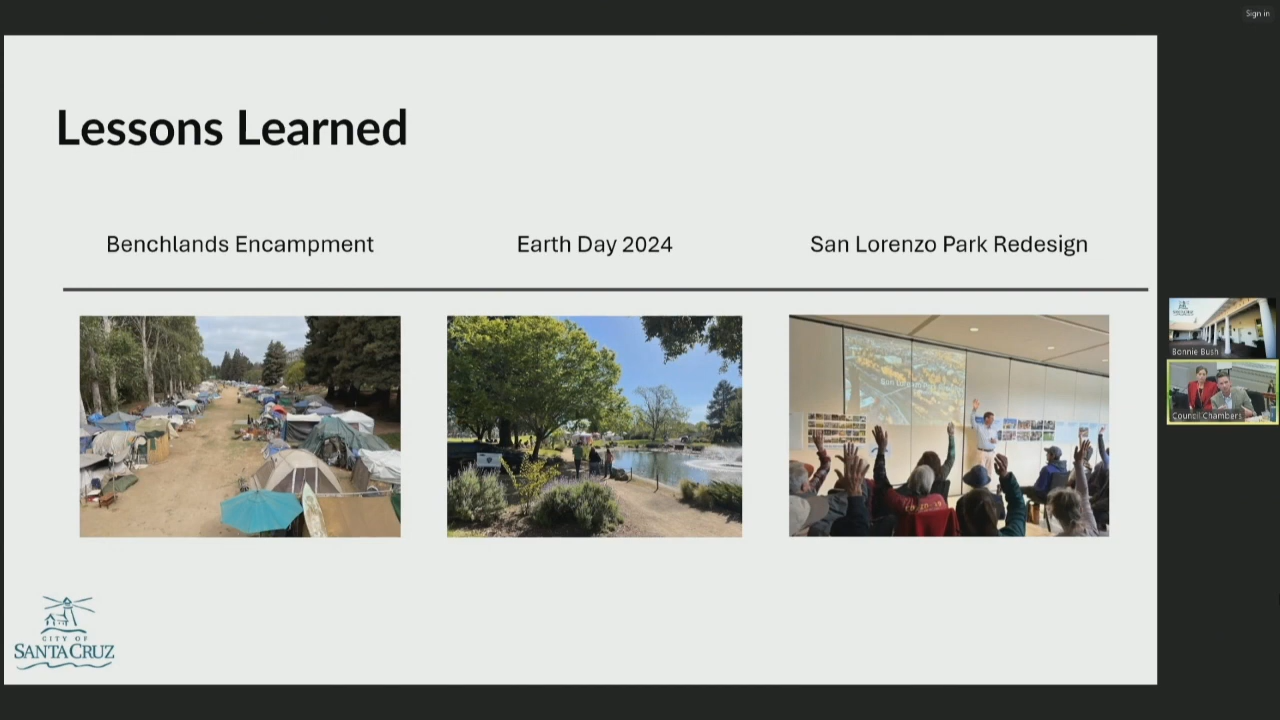 Sign in
Lessons Learned
Benchlands Encampment
Earth Day 2024
San Lorenzo Park Redesign
Bonnie Bush
Council Chambers
CITY OF
SANTA CRUZ